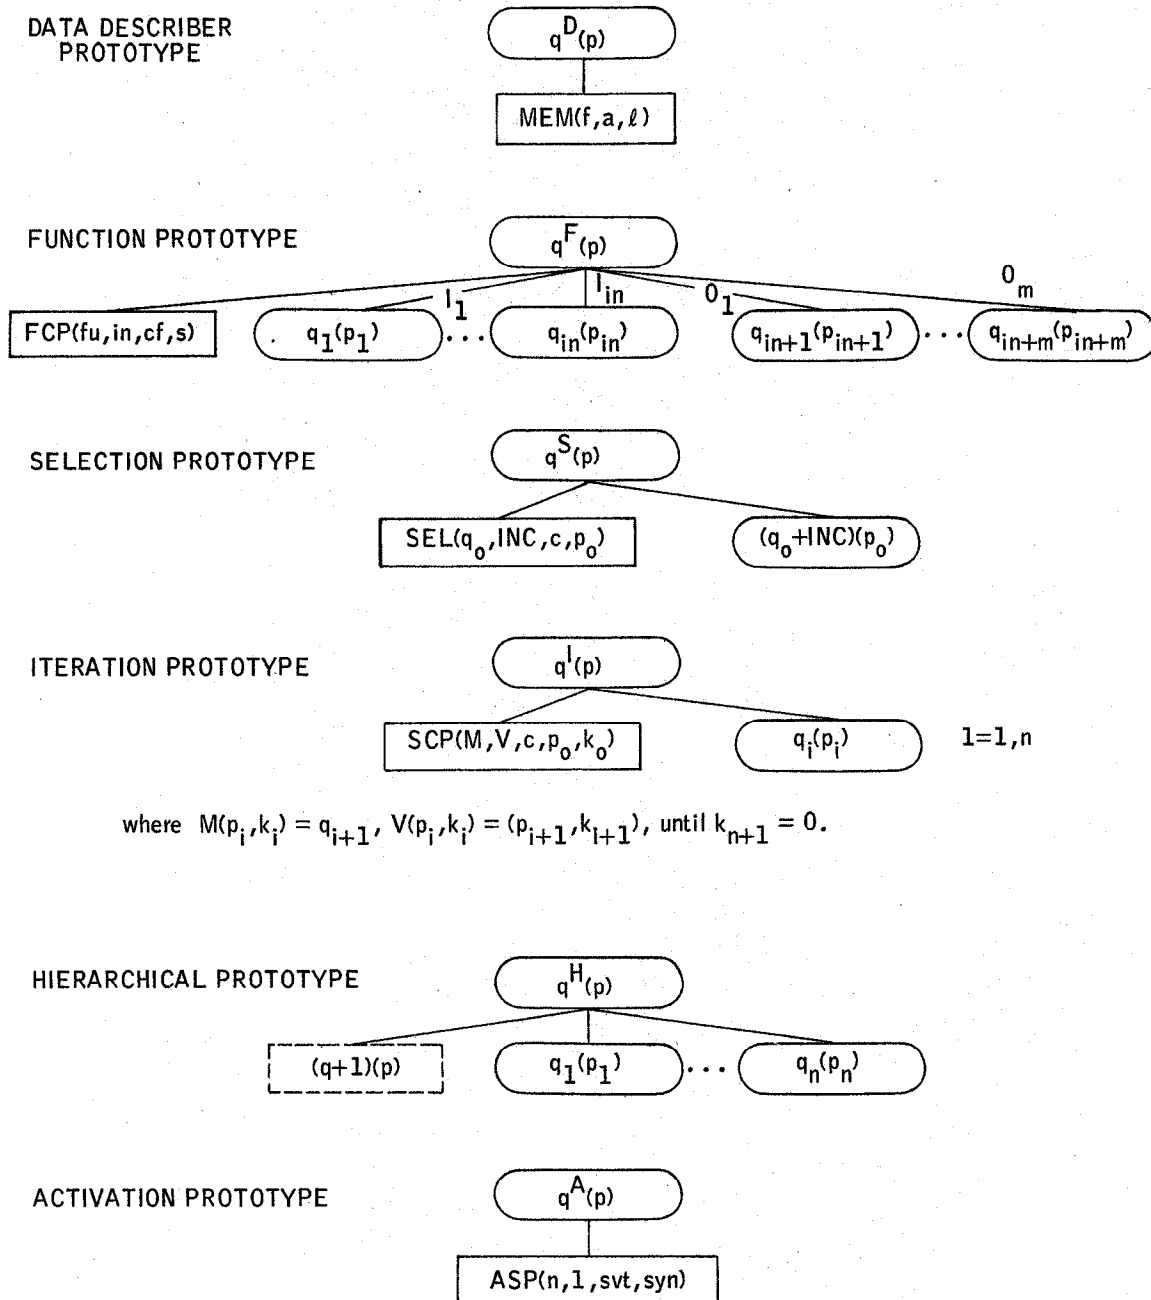 DATA DESCRIBER
PROTOTYPE
q^D(p)
MEM(f,a,ℓ)
FUNCTION PROTOTYPE
q^F(p)
I_1
I_in
O_1
O_m
FCP(fu,in,cf,s)
q_1(p_1)
...
q_in(p_in)
q_in+1(p_in+1)
...
q_in+m(p_in+m)
SELECTION PROTOTYPE
q^S(p)
SEL(q_o,INC,c,p_o)
(q_o+INC)(p_o)
ITERATION PROTOTYPE
q^I(p)
SCP(M,V,c,p_o,k_o)
q_i(p_i)
1=1,n
where M(p_i,k_i) = q_i+1, V(p_i,k_i) = (p_i+1,k_i+1), until k_n+1 = 0.
HIERARCHICAL PROTOTYPE
q^H(p)
(q+1)(p)
q_1(p_1)
...
q_n(p_n)
ACTIVATION PROTOTYPE
q^A(p)
ASP(n,1,svt,syn)